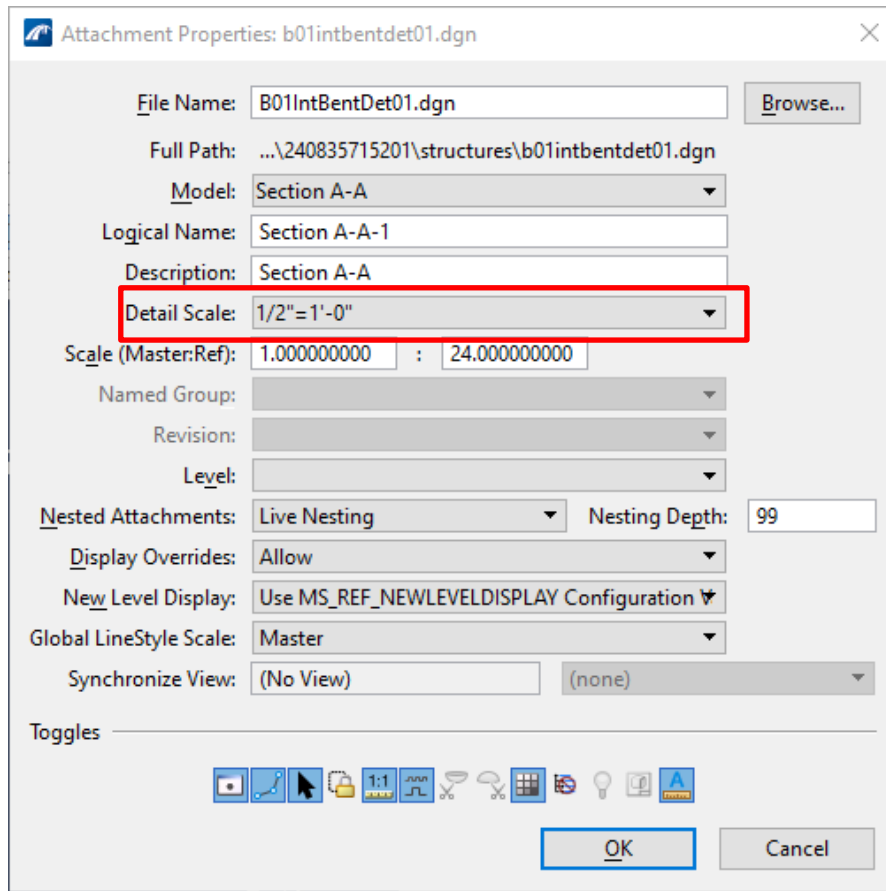 Attachment Properties: b01intbentdet01.dgn
File Name: B01IntBentDet01.dgn Browse...
Full Path: ...\240835715201\structures\b01intbentdet01.dgn
Model: Section A-A
Logical Name: Section A-A-1
Description: Section A-A
Detail Scale: 1/2"=1'-0"
Scale (Master:Ref): 1.000000000 : 24.000000000
Named Group:
Revision:
Level:
Nested Attachments: Live Nesting Nesting Depth: 99
Display Overrides: Allow
New Level Display: Use MS_REF_NEWLEVELDISPLAY Configuration
Global LineStyle Scale: Master
Synchronize View: (No View) (none)
Toggles
1:1 A
OK Cancel